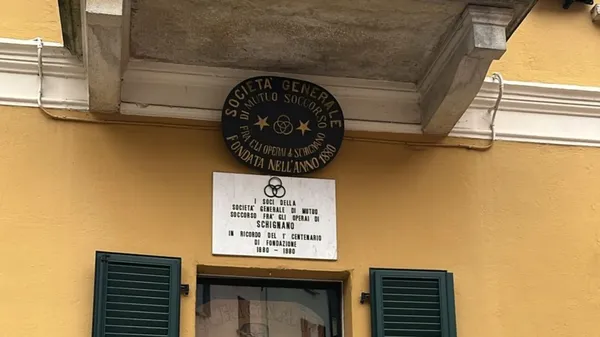 SOCIETÀ GENERALE
DI MUTUO SOCCORSO
FRA GLI OPERAI di SCHIGNANO
FONDATA NELL'ANNO 1880
I SOCI DELLA
SOCIETA' GENERALE DI MUTUO
SOCCORSO FRA' GLI OPERAI DI
SCHIGNANO
IN RICORDO DEL 1° CENTENARIO
DI FONDAZIONE
1880 - 1980